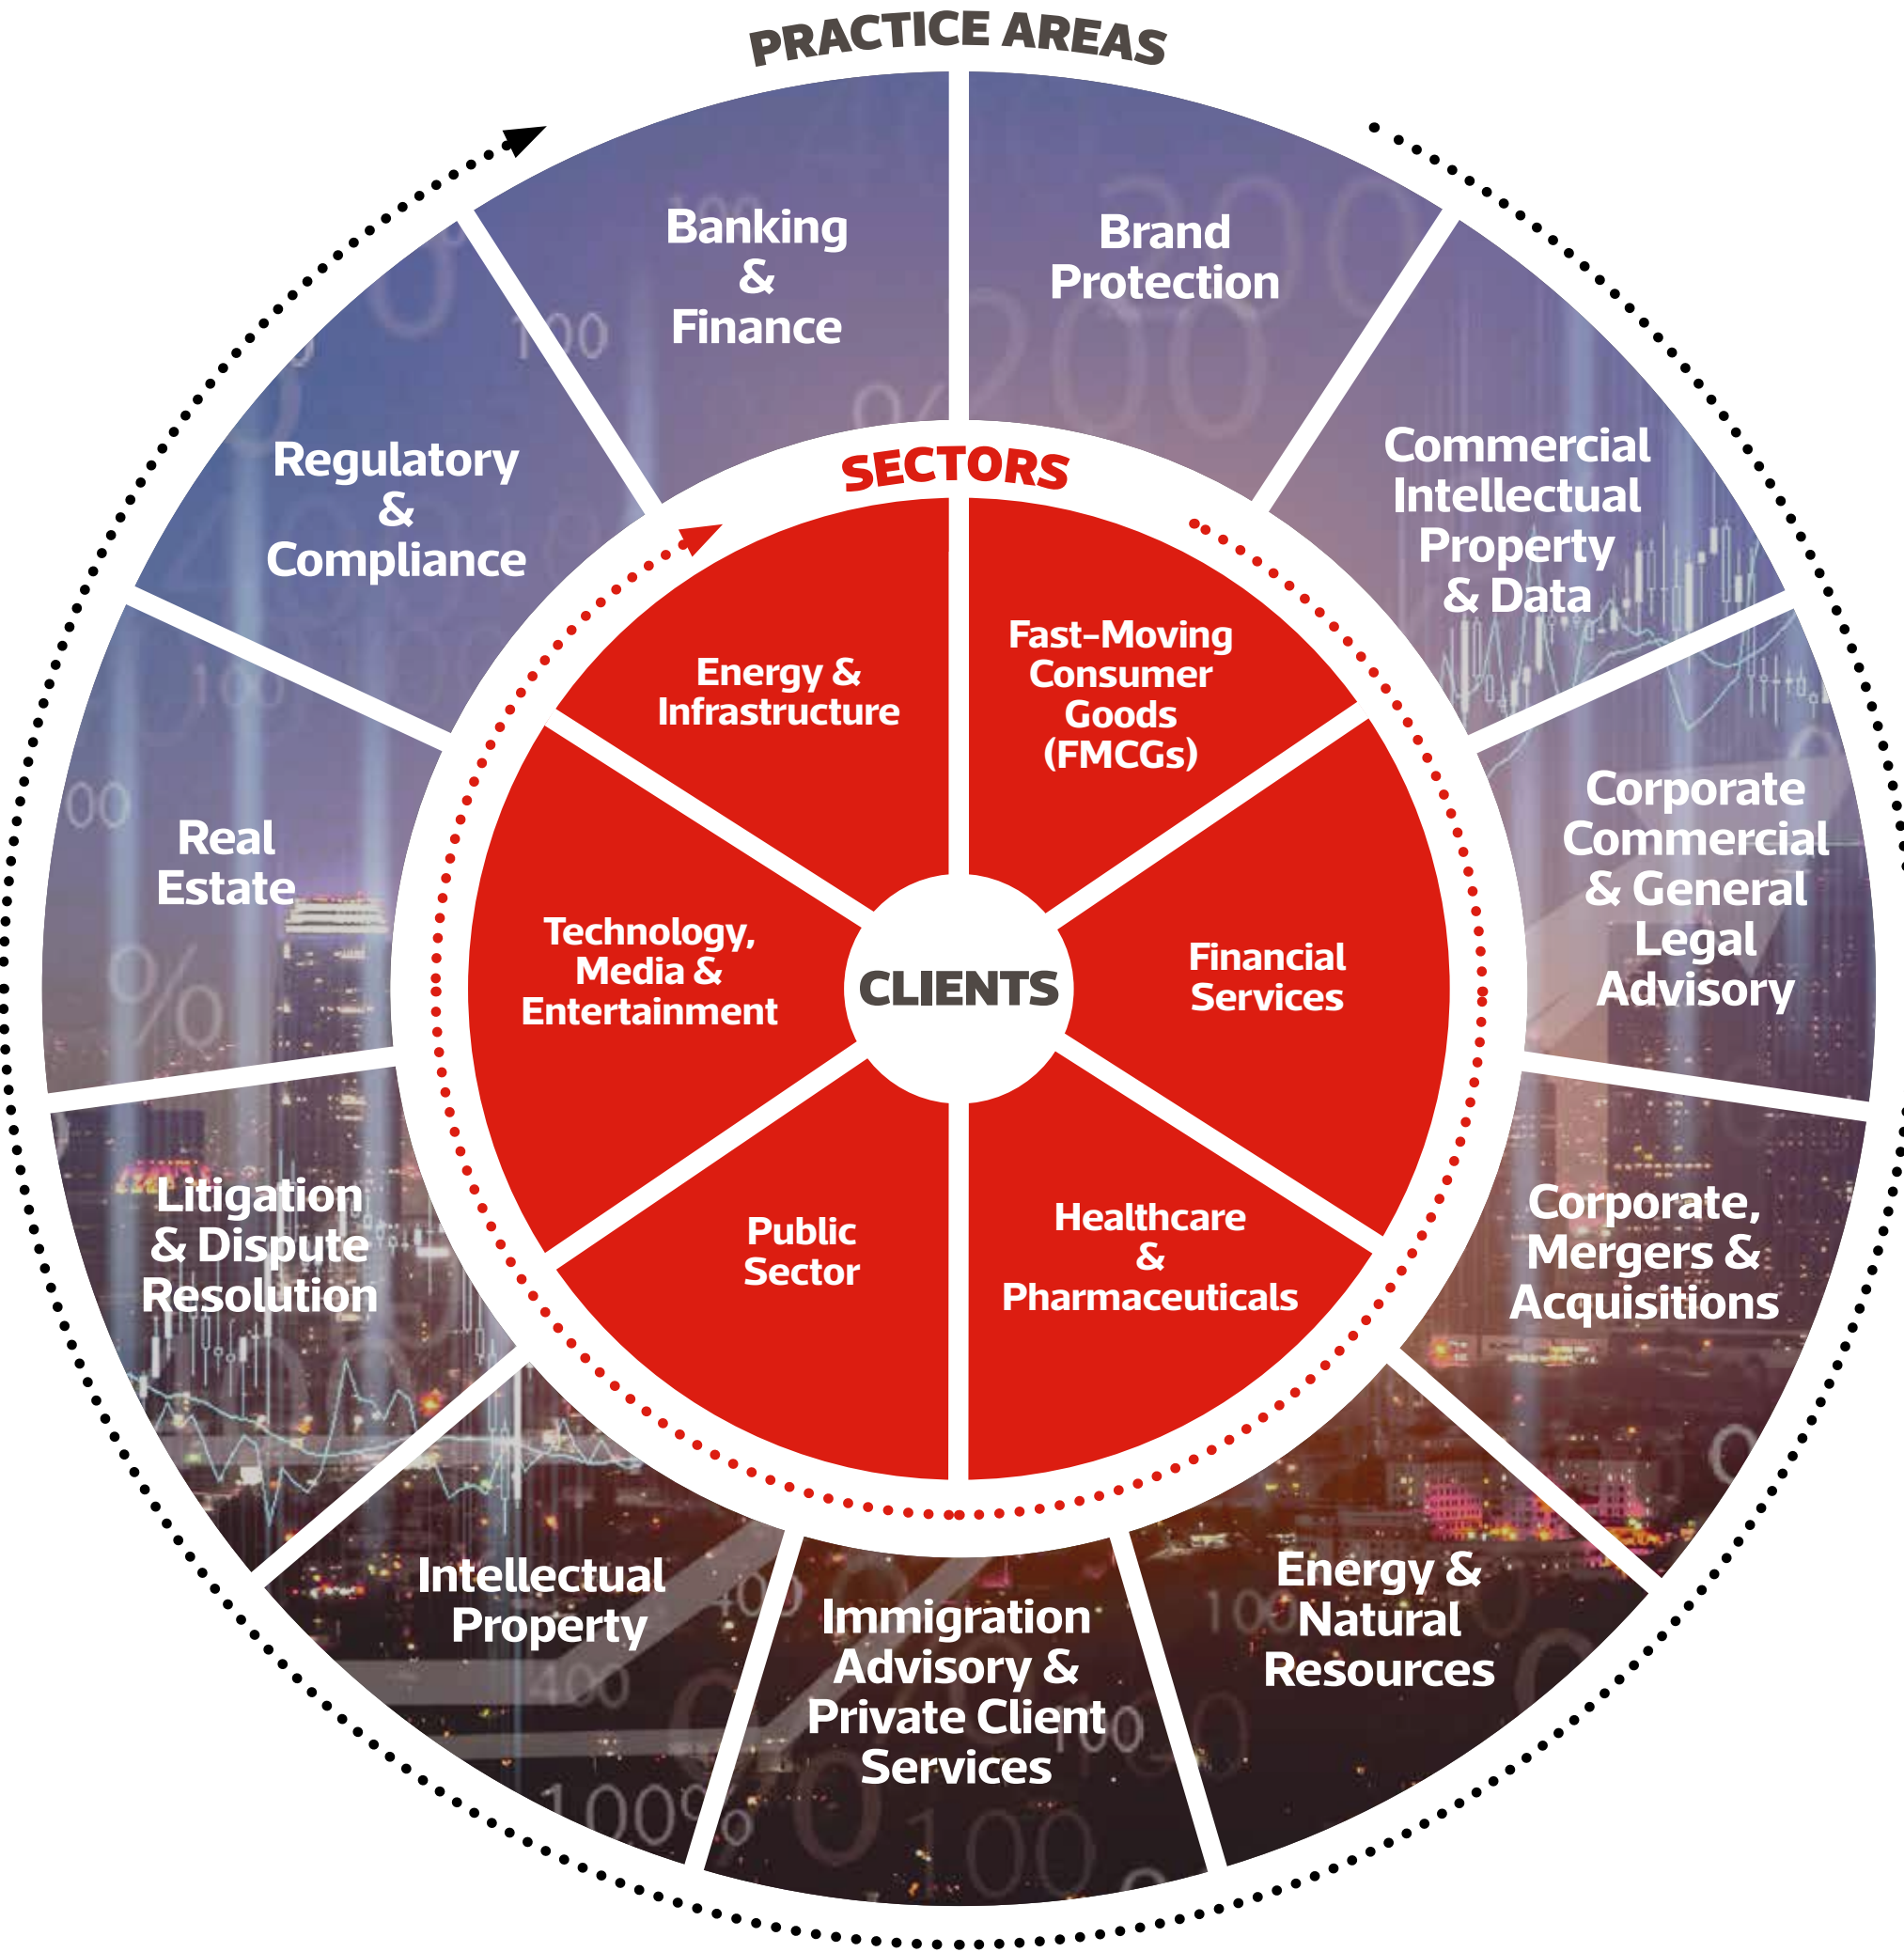 PRACTICE AREAS
Banking
&
Finance
Brand
Protection
Commercial
Intellectual
Property
& Data
Corporate
Commercial
& General
Legal
Advisory
Corporate,
Mergers &
Acquisitions
Energy &
Natural
Resources
Immigration
Advisory &
Private Client
Services
Intellectual
Property
Litigation
& Dispute
Resolution
Real
Estate
Regulatory
&
Compliance
SECTORS
Fast-Moving
Consumer
Goods
(FMCGs)
Financial
Services
Healthcare
&
Pharmaceuticals
Public
Sector
Technology,
Media &
Entertainment
Energy &
Infrastructure
CLIENTS